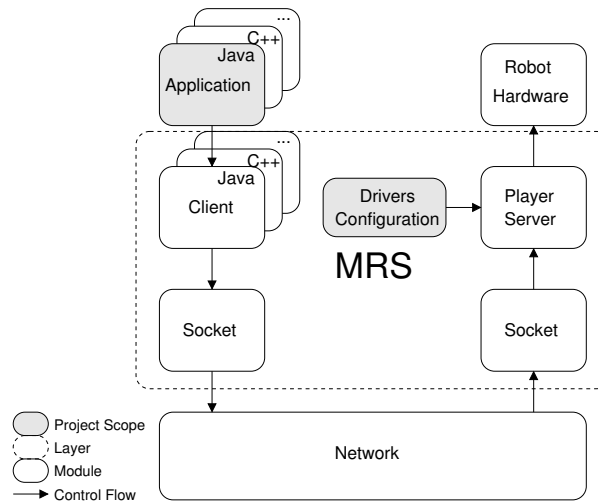 ...
C++
Java
Application
Robot
Hardware
...
C++
Java
Client
Drivers
Configuration
Player
Server
MRS
Socket
Socket
Project Scope
Layer
Module
Control Flow
Network